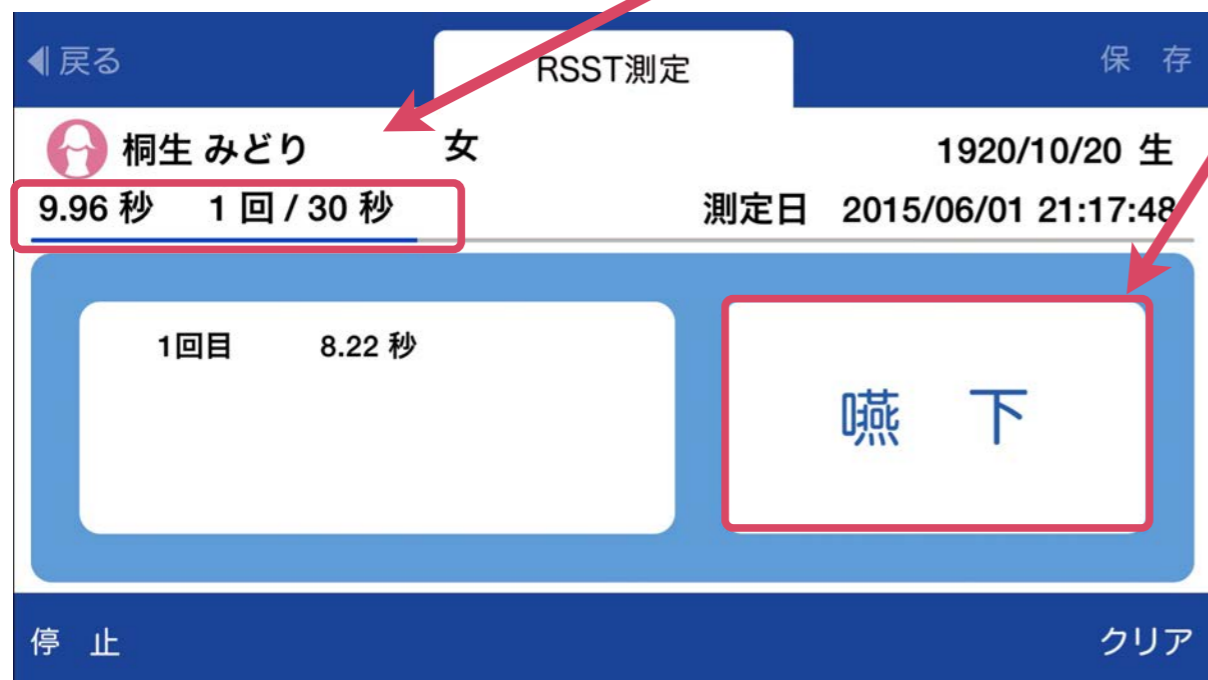 戻る RSST測定 保 存
桐生 みどり 女 1920/10/20 生
9.96 秒 1 回 / 30 秒 測定日 2015/06/01 21:17:48
1回目 8.22 秒
嚥 下
停 止 クリア